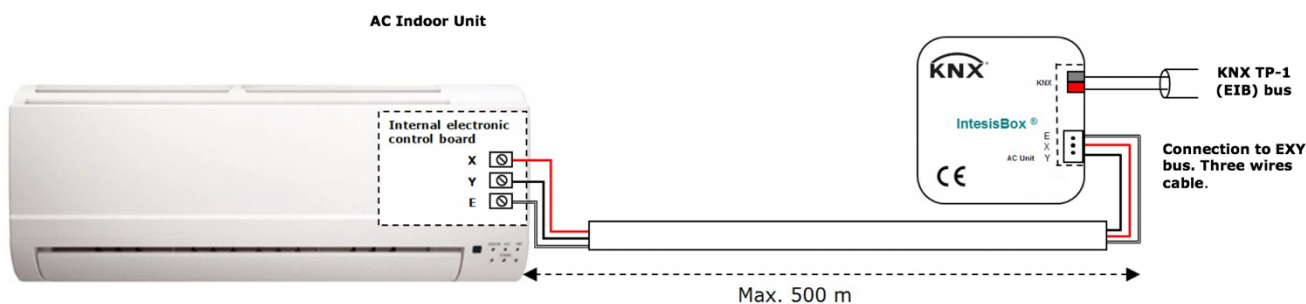 AC Indoor Unit
Internal electronic
control board
X
Y
E
KNX
KNX
IntesisBox ®
E
X
AC Unit Y
CE
KNX TP-1
(EIB) bus
Connection to EXY
bus. Three wires
cable.
Max. 500 m